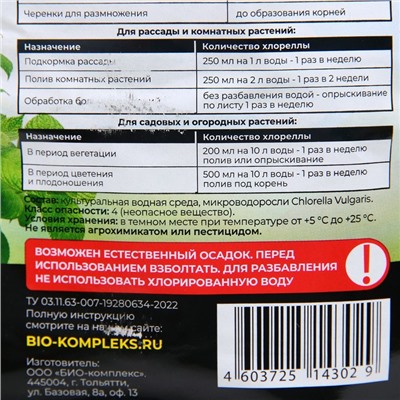 Черенки для размножения
до образования корней
Для рассады и комнатных растений:
Назначение Количество хлореллы
Подкормка рассады 250 мл на 1 л воды - 1 раз в неделю
Полив комнатных растений 250 мл на 2 л воды - 1 раз в 2 недели
Обработка без разбавления водой - опрыскивание
по листу 1 раз в неделю
Для садовых и огородных растений:
Назначение Количество хлореллы
В период вегетации 200 мл на 10 л воды - 1 раз в неделю
полив или опрыскивание
В период цветения 500 мл на 10 л воды - 1 раз в неделю
и плодоношения полив под корень
Состав: культуральная водная среда, микроводоросли Chlorella Vulgaris.
Класс опасности: 4 (неопасное вещество).
Условия хранения: в темном месте при температуре от +5 °С до +25 °С.
Не является агрохимикатом или пестицидом.
ВОЗМОЖЕН ЕСТЕСТВЕННЫЙ ОСАДОК. ПЕРЕД
ИСПОЛЬЗОВАНИЕМ ВЗБОЛТАТЬ. ДЛЯ РАЗБАВЛЕНИЯ
НЕ ИСПОЛЬЗОВАТЬ ХЛОРИРОВАННУЮ ВОДУ
!
ТУ 03.11.63-007-19280634-2022
Полную инструкцию
смотрите на нашем сайте:
BIO-KOMPLEKS.RU
Изготовитель:
ООО «БИО-комплекс».
445004, г. Тольятти,
ул. Базовая, 8а, оф. 13
4 603725 143029